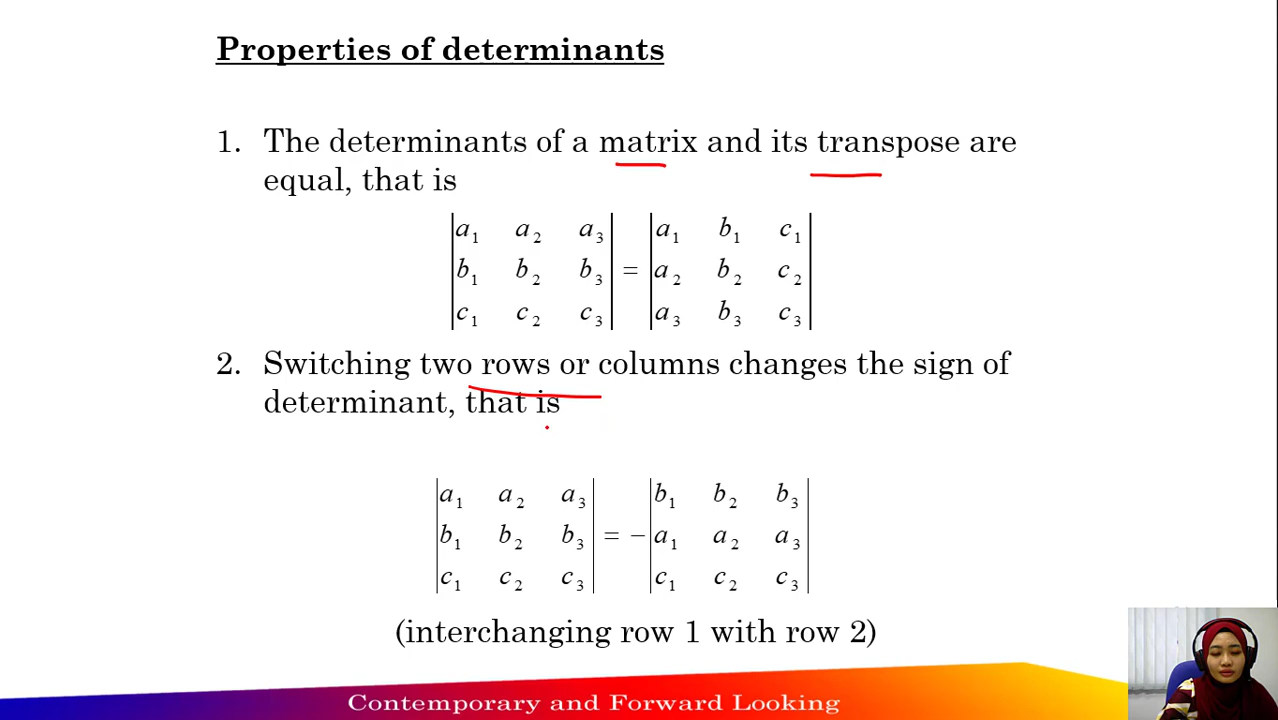 Properties of determinants
1. The determinants of a matrix and its transpose are
equal, that is
|a₁ a₂ a₃| |a₁ b₁ c₁|
|b₁ b₂ b₃| = |a₂ b₂ c₂|
|c₁ c₂ c₃| |a₃ b₃ c₃|
2. Switching two rows or columns changes the sign of
determinant, that is
|a₁ a₂ a₃| |b₁ b₂ b₃|
|b₁ b₂ b₃| = − |a₁ a₂ a₃|
|c₁ c₂ c₃| |c₁ c₂ c₃|
(interchanging row 1 with row 2)
Contemporary and Forward Looking